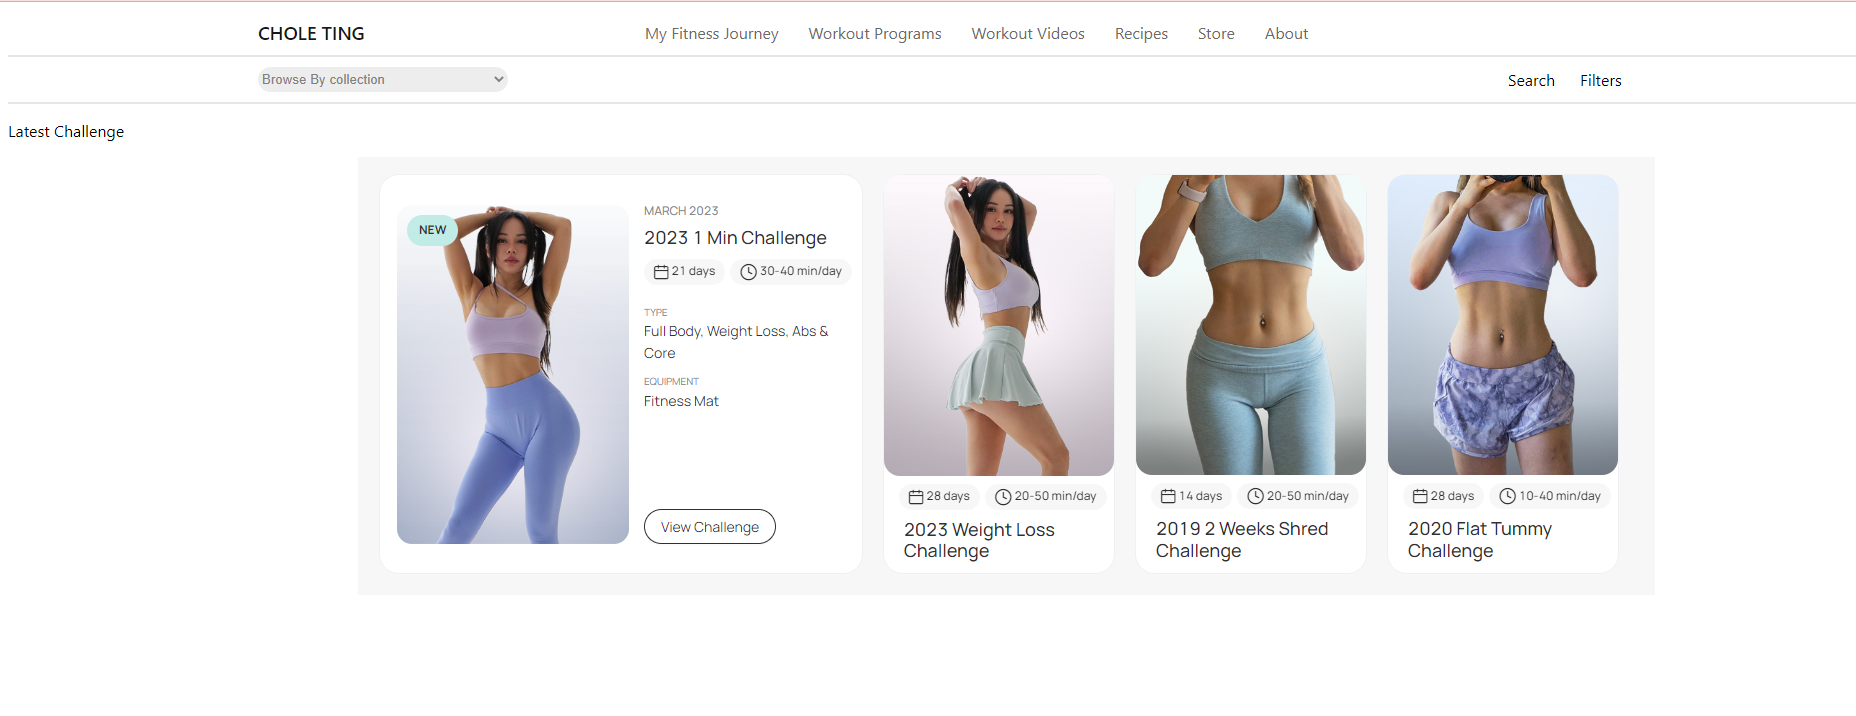 CHOLE TING
My Fitness Journey Workout Programs Workout Videos Recipes Store About
Browse By collection
Search Filters
Latest Challenge
NEW
MARCH 2023
2023 1 Min Challenge
21 days 30-40 min/day
TYPE
Full Body, Weight Loss, Abs &
Core
EQUIPMENT
Fitness Mat
View Challenge
28 days 20-50 min/day
2023 Weight Loss
Challenge
14 days 20-50 min/day
2019 2 Weeks Shred
Challenge
28 days 10-40 min/day
2020 Flat Tummy
Challenge